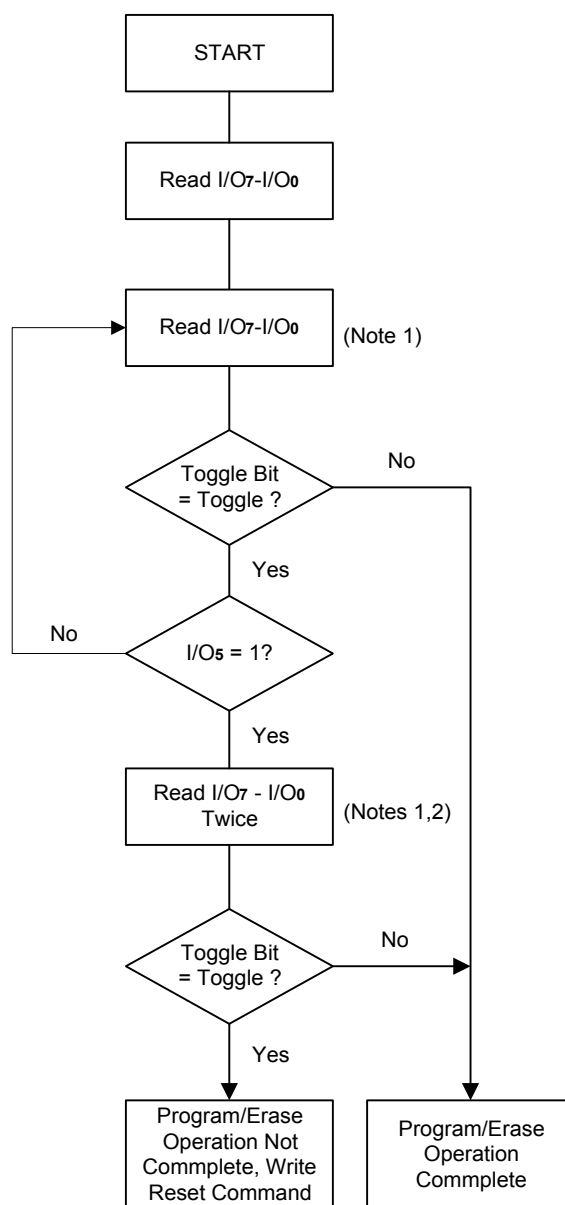 START
Read I/O7-I/O0
Read I/O7-I/O0
(Note 1)
Toggle Bit
= Toggle ?
No
Yes
No
I/O5 = 1?
Yes
Read I/O7 - I/O0
Twice
(Notes 1,2)
Toggle Bit
= Toggle ?
No
Yes
Program/Erase
Operation Not
Commplete, Write
Reset Command
Program/Erase
Operation
Commplete